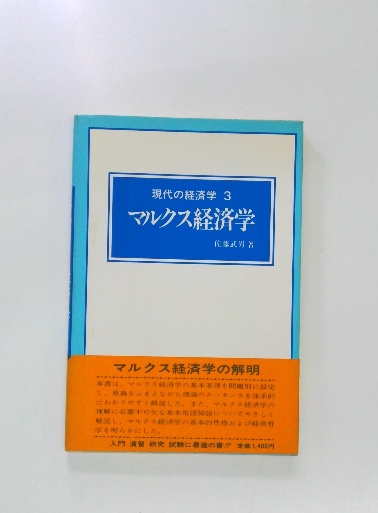 現代の経済学 3
マルクス経済学
佐藤武男著
マルクス経済学の解明
本書は、マルクス経済学の基本原理を問題別に設定
し、原典をふまえながら理論のエッセンスを体系的
にわかりやすく解説した。また、マルクス経済学の
理解に必要不可欠な基本用語50語についてやさしく
解説し、マルクス経済学の基本的性格および経済哲
学を明らかにした。
入門 演習 研究 試験に最適の書!! 定価1,400円